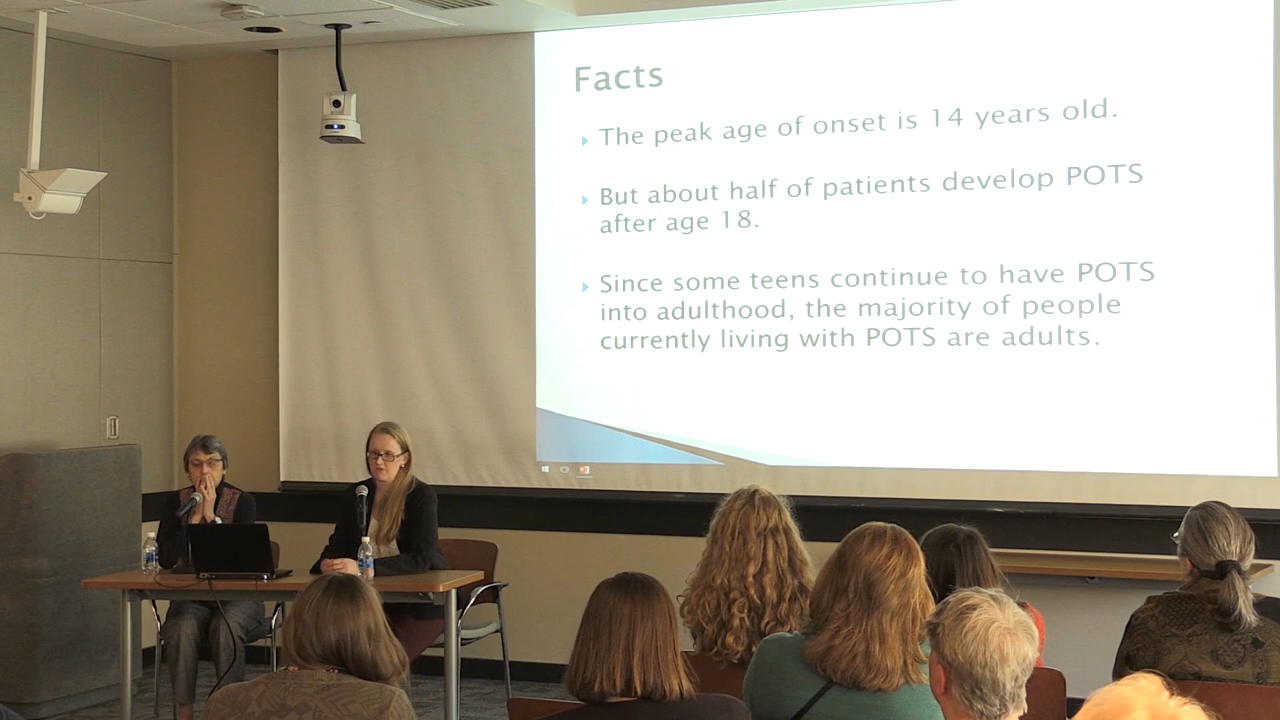 Facts
The peak age of onset is 14 years old.
But about half of patients develop POTS
after age 18.
Since some teens continue to have POTS
into adulthood, the majority of people
currently living with POTS are adults.